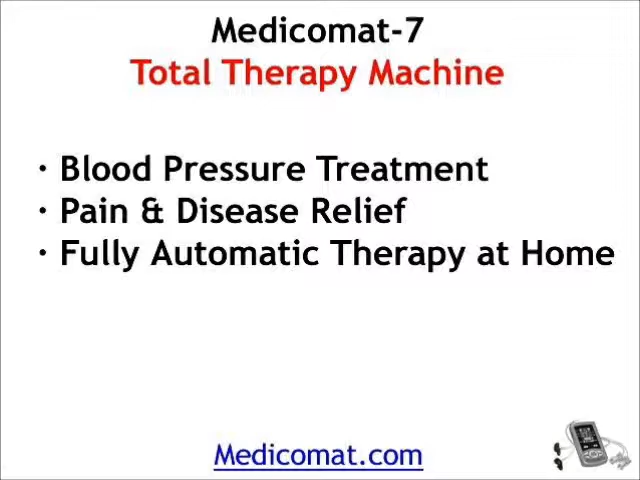 Medicomat-7
Total Therapy Machine
· Blood Pressure Treatment
· Pain & Disease Relief
· Fully Automatic Therapy at Home
Medicomat.com